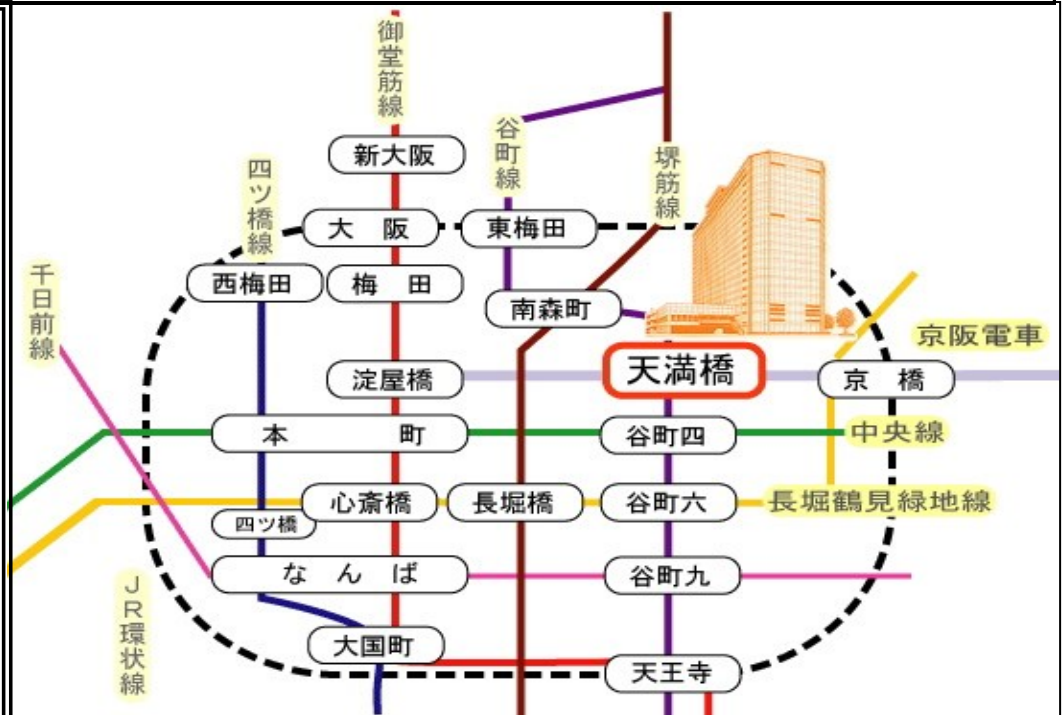 御堂筋線
谷町線
堺筋線
新大阪
四ツ橋線
大阪
東梅田
西梅田
梅田
千日前線
南森町
京阪電車
淀屋橋
天満橋
京橋
本町
谷町四
中央線
心斎橋
長堀橋
谷町六
長堀鶴見緑地線
四ツ橋
なんば
谷町九
JR環状線
大国町
天王寺